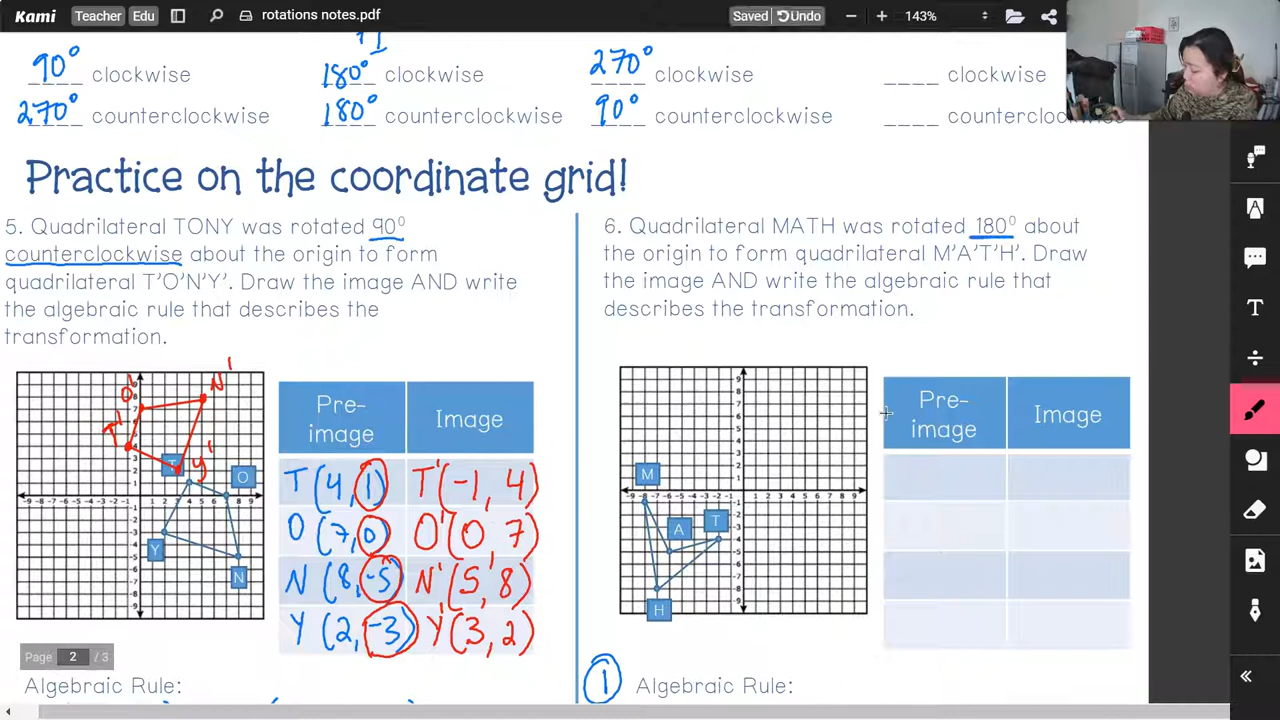 Kami Teacher Edu rotations notes.pdf Saved Undo 143%
90° clockwise
180° clockwise
270° clockwise
____ clockwise
270° counterclockwise
180° counterclockwise
90° counterclockwise
Practice on the coordinate grid!
5. Quadrilateral TONY was rotated 90°
counterclockwise about the origin to form
quadrilateral T'O'N'Y'. Draw the image AND write
the algebraic rule that describes the
transformation.
T' O' N' Y'
T O
Y N
Pre-image Image
T(4, 1) T'(-1, 4)
O(7, 0) O'(0, 7)
N(8, -5) N'(5, 8)
Y(2, -3) Y'(3, 2)
Page 2 / 3
Algebraic Rule:
6. Quadrilateral MATH was rotated 180° about
the origin to form quadrilateral M'A'T'H'. Draw
the image AND write the algebraic rule that
describes the transformation.
M
A T
H
Pre-image Image
1 Algebraic Rule: